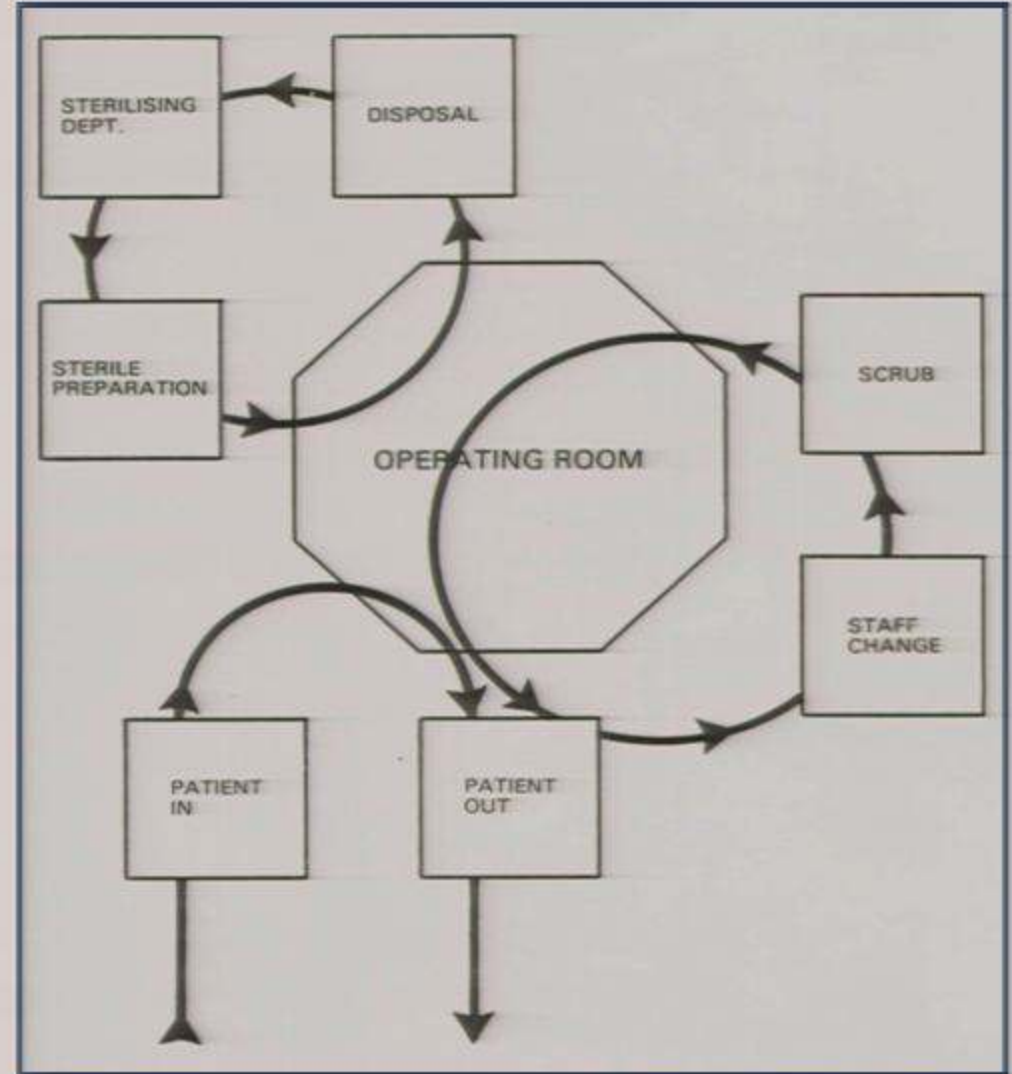 STERILISING
DEPT.
DISPOSAL
STERILE
PREPARATION
SCRUB
OPERATING ROOM
STAFF
CHANGE
PATIENT
IN
PATIENT
OUT